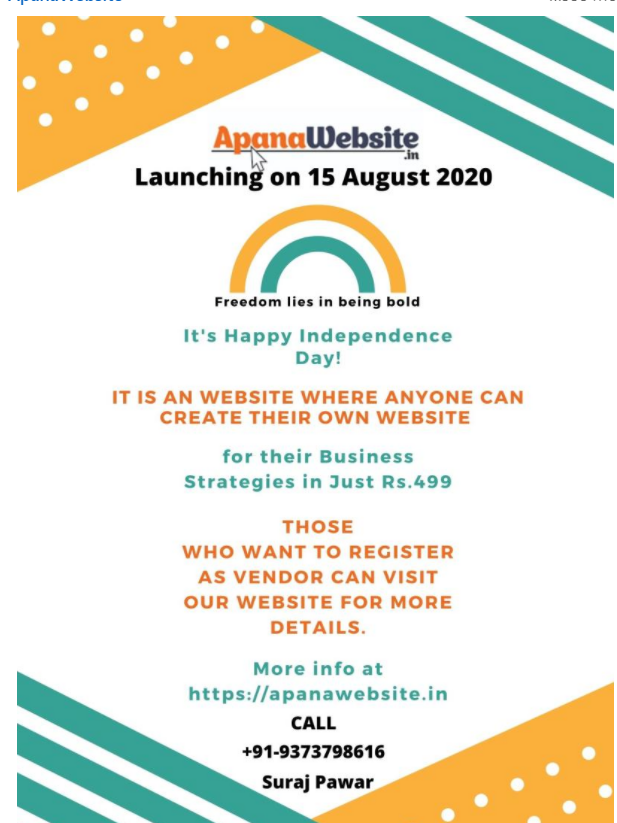 ApanaWebsite
.in
Launching on 15 August 2020
Freedom lies in being bold
It's Happy Independence
Day!
IT IS AN WEBSITE WHERE ANYONE CAN
CREATE THEIR OWN WEBSITE
for their Business
Strategies in Just Rs.499
THOSE
WHO WANT TO REGISTER
AS VENDOR CAN VISIT
OUR WEBSITE FOR MORE
DETAILS.
More info at
https://apanawebsite.in
CALL
+91-9373798616
Suraj Pawar